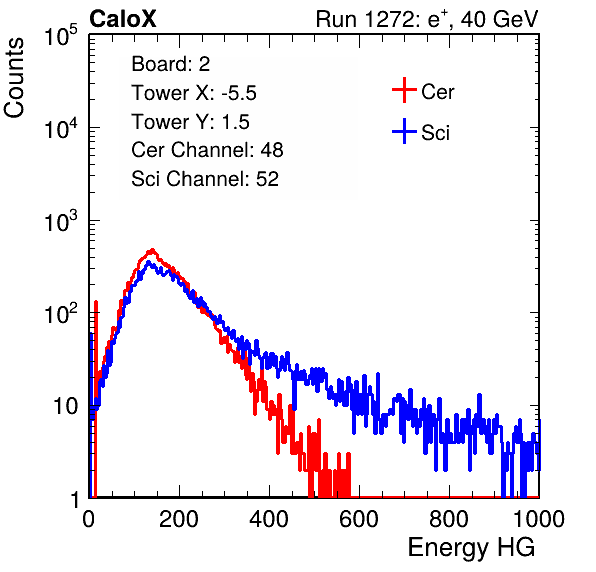 CaloX Run 1272: e⁺, 40 GeV
Counts
10⁵
10⁴
10³
10²
10
1
Board: 2
Tower X: -5.5
Tower Y: 1.5
Cer Channel: 48
Sci Channel: 52
Cer
Sci
0 200 400 600 800 1000
Energy HG